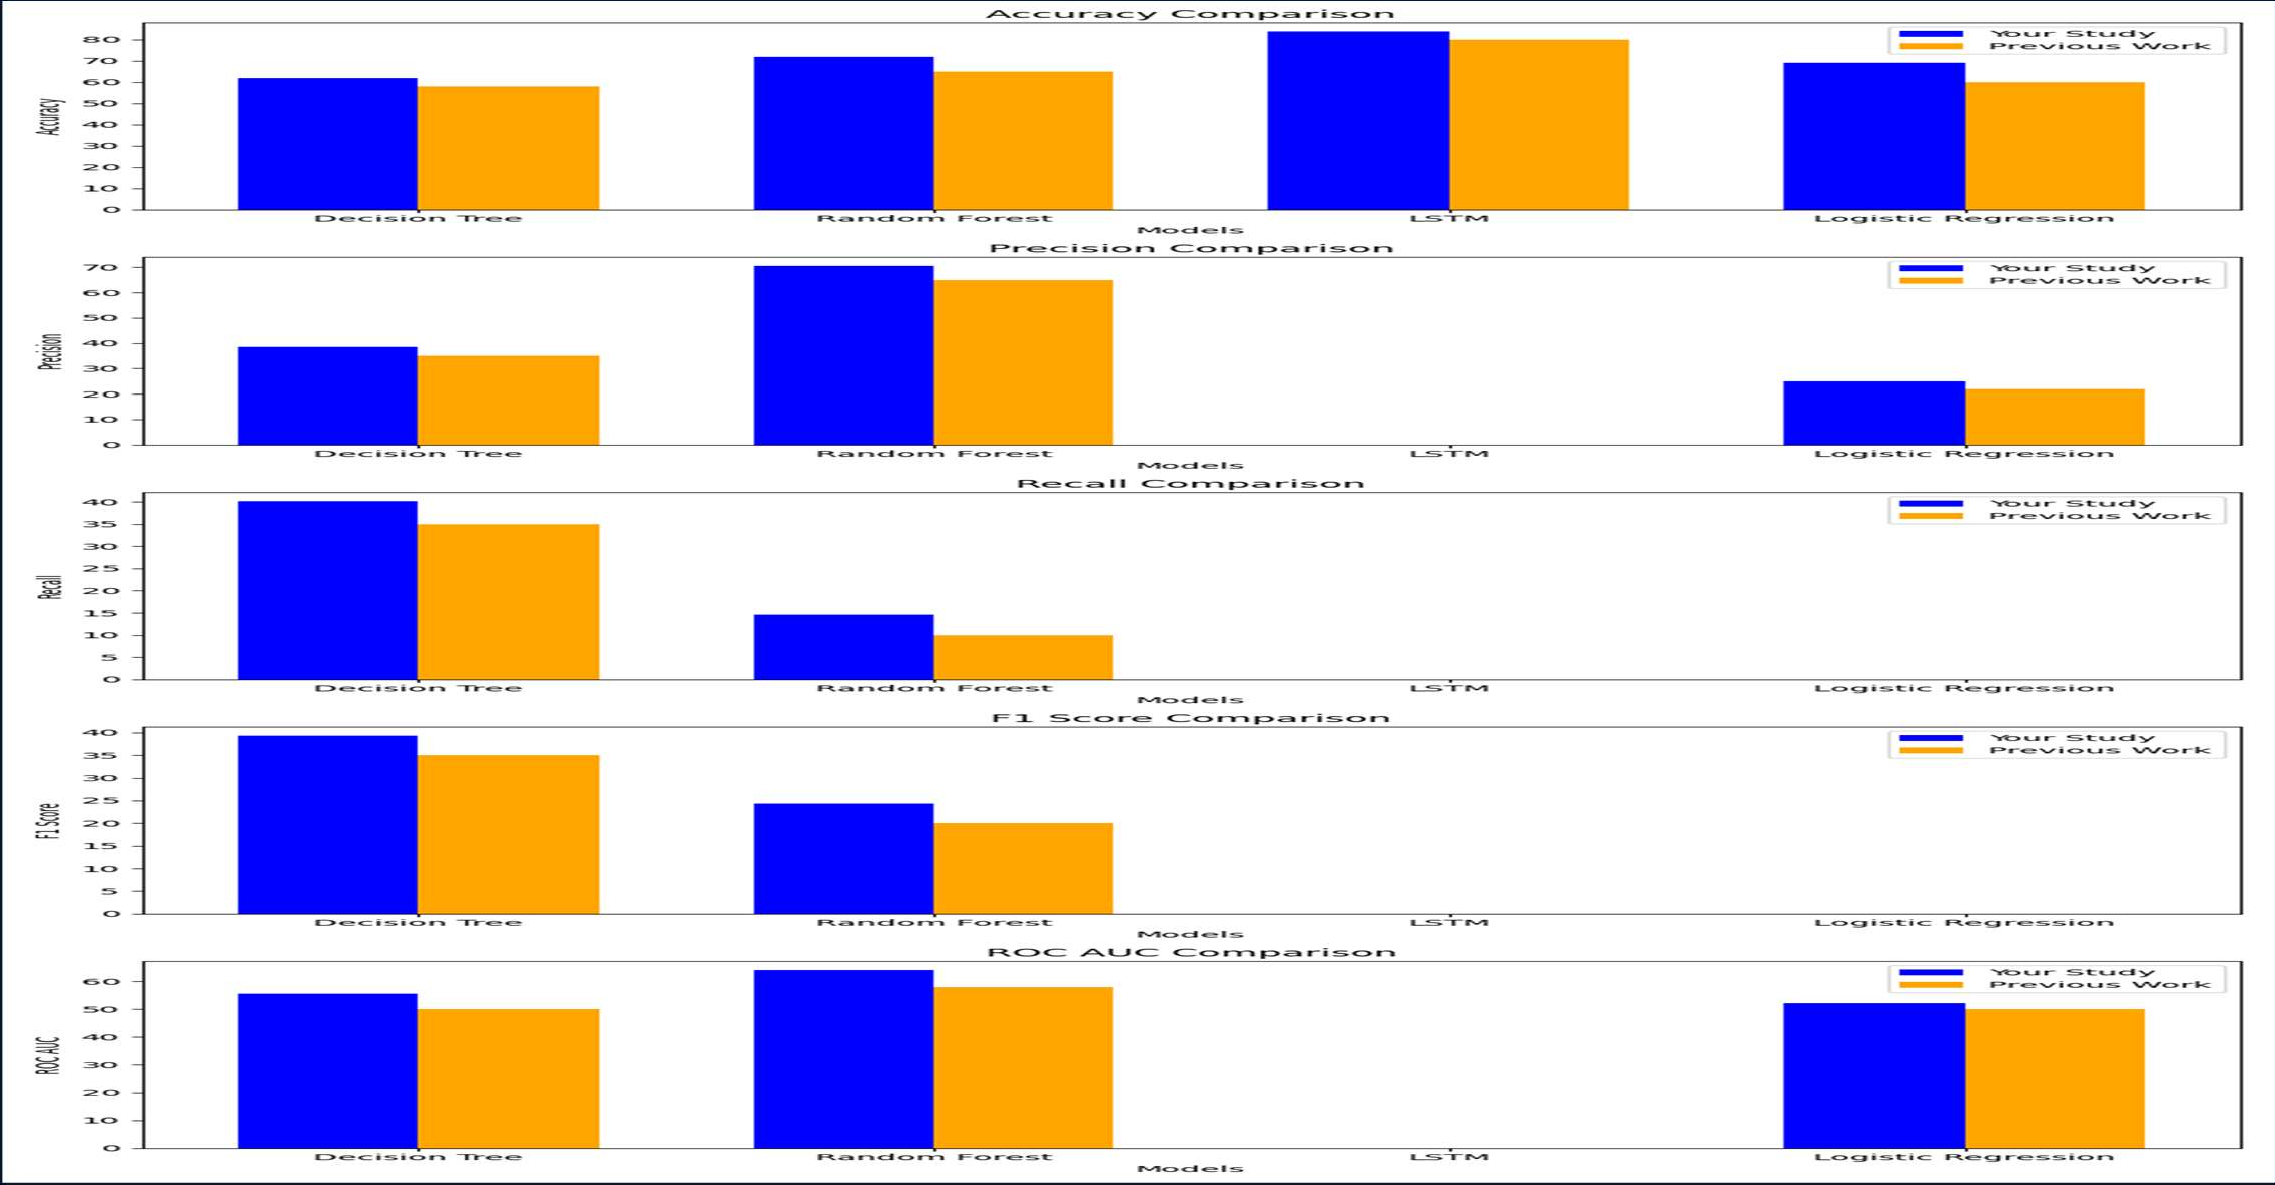 Accuracy Comparison
Your Study
Previous Work
80
70
60
50
40
30
20
10
0
Accuracy
Decision Tree Random Forest LSTM Logistic Regression
Models
Precision Comparison
Your Study
Previous Work
70
60
50
40
30
20
10
0
Precision
Decision Tree Random Forest LSTM Logistic Regression
Models
Recall Comparison
Your Study
Previous Work
40
35
30
25
20
15
10
5
0
Recall
Decision Tree Random Forest LSTM Logistic Regression
Models
F1 Score Comparison
Your Study
Previous Work
40
35
30
25
20
15
10
5
0
F1 Score
Decision Tree Random Forest LSTM Logistic Regression
Models
ROC AUC Comparison
Your Study
Previous Work
60
50
40
30
20
10
0
ROC AUC
Decision Tree Random Forest LSTM Logistic Regression
Models